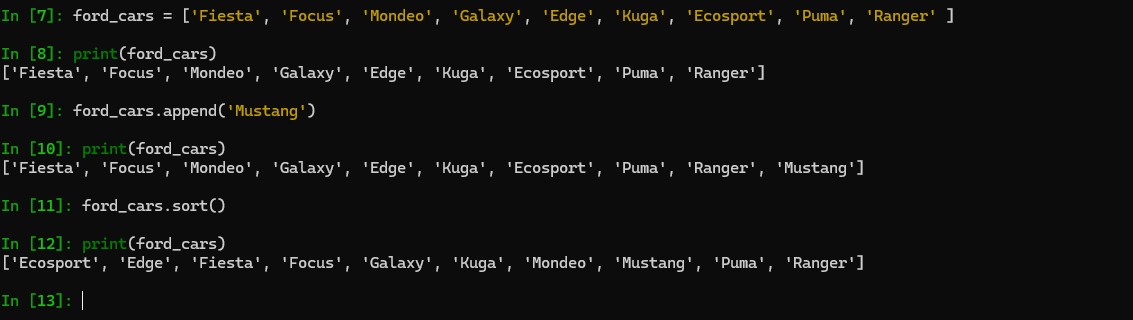 In [7]: ford_cars = ['Fiesta', 'Focus', 'Mondeo', 'Galaxy', 'Edge', 'Kuga', 'Ecosport', 'Puma', 'Ranger' ]
In [8]: print(ford_cars)
['Fiesta', 'Focus', 'Mondeo', 'Galaxy', 'Edge', 'Kuga', 'Ecosport', 'Puma', 'Ranger']
In [9]: ford_cars.append('Mustang')
In [10]: print(ford_cars)
['Fiesta', 'Focus', 'Mondeo', 'Galaxy', 'Edge', 'Kuga', 'Ecosport', 'Puma', 'Ranger', 'Mustang']
In [11]: ford_cars.sort()
In [12]: print(ford_cars)
['Ecosport', 'Edge', 'Fiesta', 'Focus', 'Galaxy', 'Kuga', 'Mondeo', 'Mustang', 'Puma', 'Ranger']
In [13]: